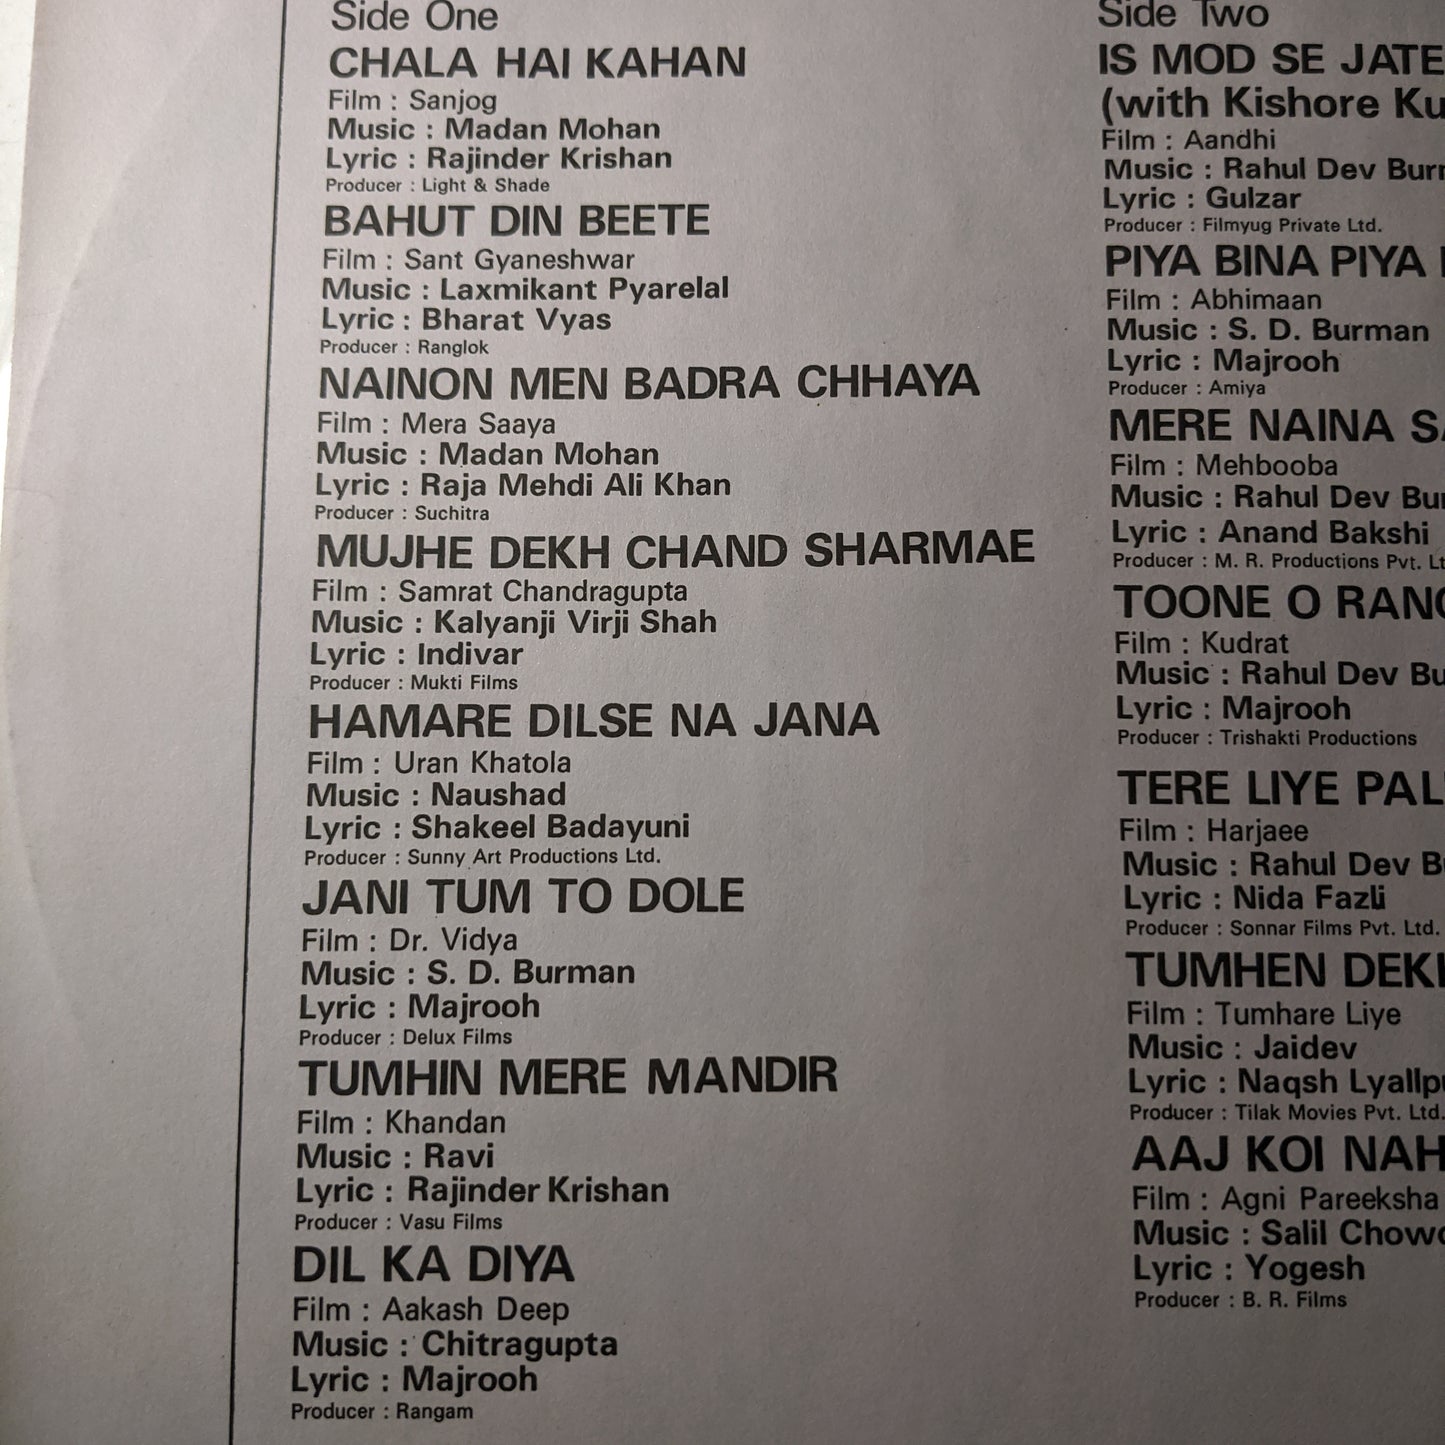 Side One
CHALA HAI KAHAN
Film : Sanjog
Music : Madan Mohan
Lyric : Rajinder Krishan
Producer : Light & Shade
BAHUT DIN BEETE
Film : Sant Gyaneshwar
Music : Laxmikant Pyarelal
Lyric : Bharat Vyas
Producer : Ranglok
NAINON MEN BADRA CHHAYA
Film : Mera Saaya
Music : Madan Mohan
Lyric : Raja Mehdi Ali Khan
Producer : Suchitra
MUJHE DEKH CHAND SHARMAE
Film : Samrat Chandragupta
Music : Kalyanji Virji Shah
Lyric : Indivar
Producer : Mukti Films
HAMARE DILSE NA JANA
Film : Uran Khatola
Music : Naushad
Lyric : Shakeel Badayuni
Producer : Sunny Art Productions Ltd.
JANI TUM TO DOLE
Film : Dr. Vidya
Music : S. D. Burman
Lyric : Majrooh
Producer : Delux Films
TUMHIN MERE MANDIR
Film : Khandan
Music : Ravi
Lyric : Rajinder Krishan
Producer : Vasu Films
DIL KA DIYA
Film : Aakash Deep
Music : Chitragupta
Lyric : Majrooh
Producer : Rangam
Side Two
IS MOD SE JATE
(with Kishore
Film : Aandhi
Music : Rahul Dev
Lyric : Gulzar
Producer : Filmyug Private Ltd.
PIYA BINA PIYA
Film : Abhimaan
Music : S. D. Burman
Lyric : Majrooh
Producer : Amiya
MERE NAINA
Film : Mehbooba
Music : Rahul Dev
Lyric : Anand Bakshi
Producer : M. R. Productions Pvt.
TOONE O
Film : Kudrat
Music : Rahul Dev
Lyric : Majrooh
Producer : Trishakti Productions
TERE LIYE
Film : Harjaee
Music : Rahul Dev
Lyric : Nida Fazli
Producer : Sonnar Films Pvt. Ltd.
TUMHEN
Film : Tumhare Liye
Music : Jaidev
Lyric : Naqsh
Producer : Tilak Movies Pvt. Ltd.
AAJ KOI
Film : Agni Pareeksha
Music : Salil
Lyric : Yogesh
Producer : B. R. Films